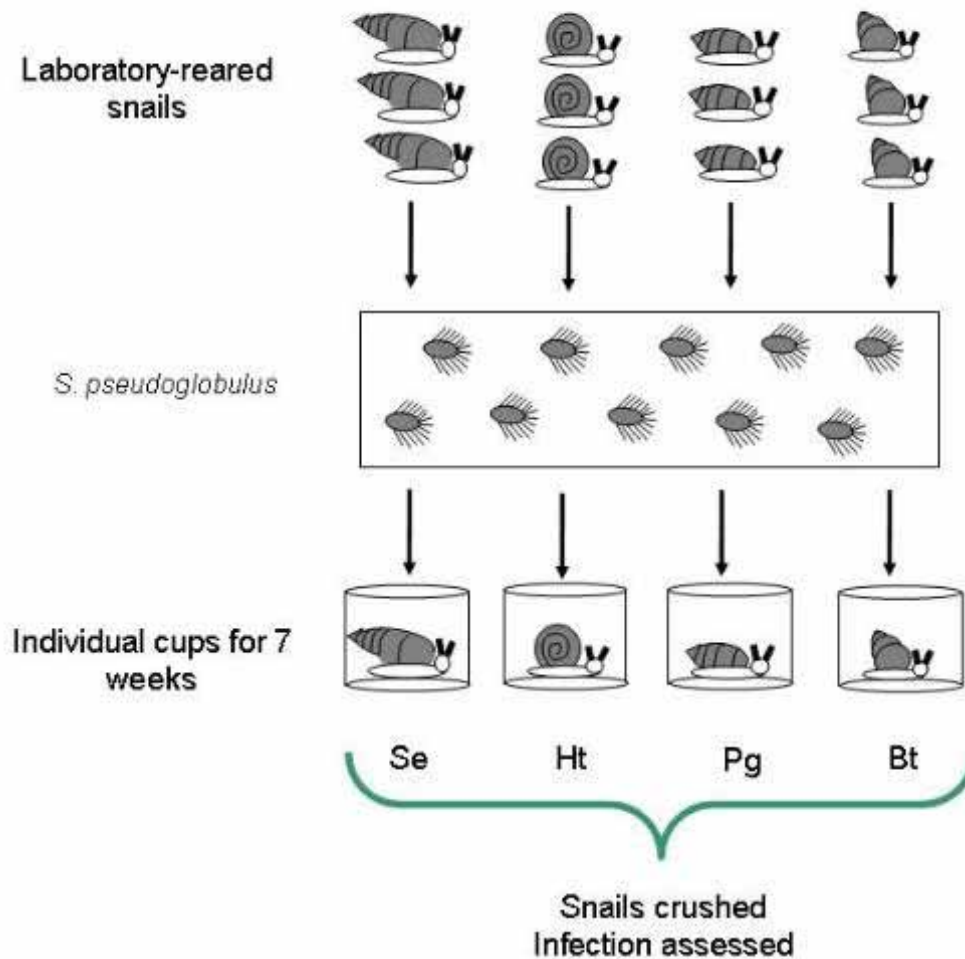 Laboratory-reared
snails
S. pseudoglobulus
Individual cups for 7
weeks
Se Ht Pg Bt
Snails crushed
Infection assessed